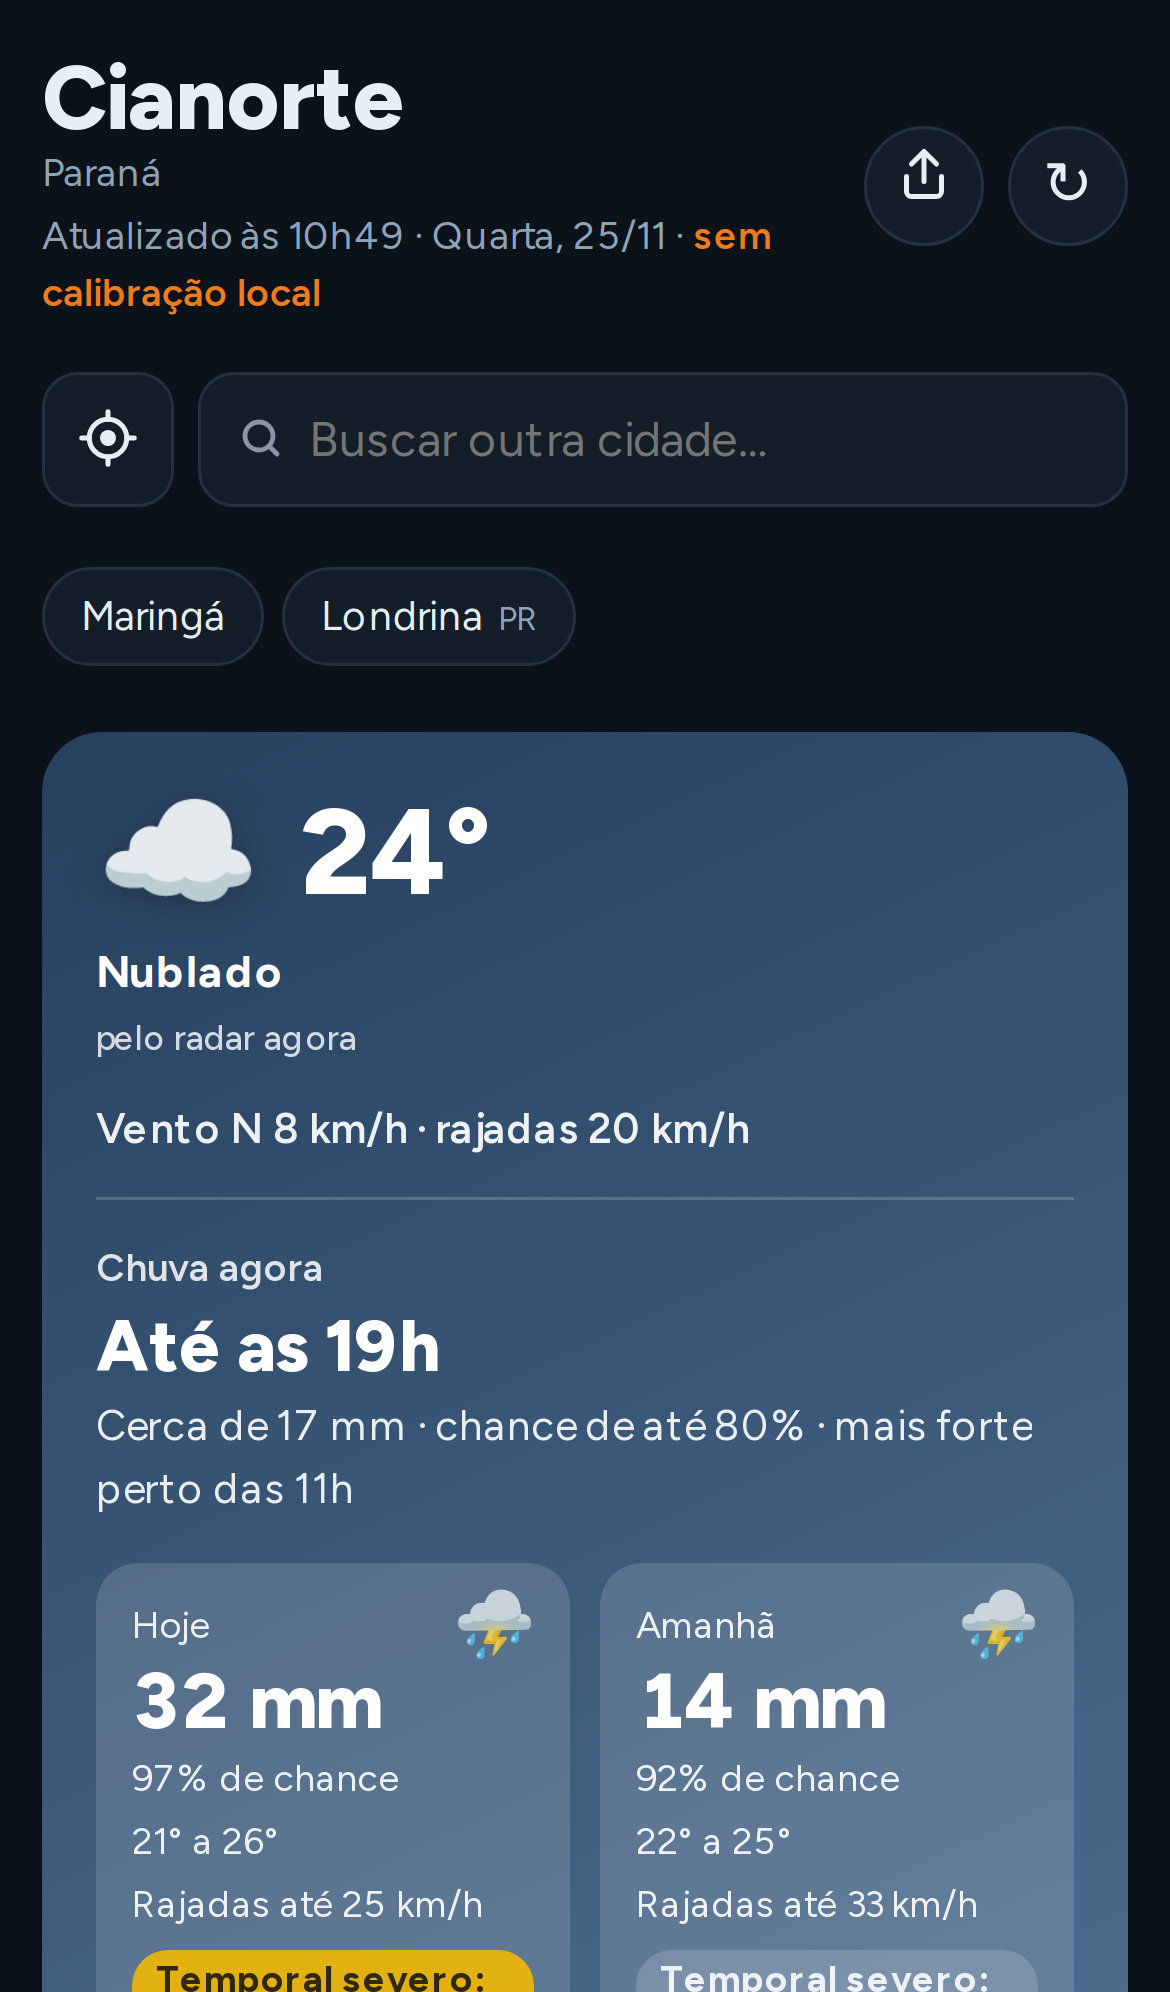 Cianorte
Paraná
Atualizado às 10h49 · Quarta, 25/11 · sem
calibração local
Buscar outra cidade...
Maringá
Londrina PR
24°
Nublado
pelo radar agora
Vento N 8 km/h · rajadas 20 km/h
Chuva agora
Até as 19h
Cerca de 17 mm · chance de até 80% · mais forte
perto das 11h
Hoje
32 mm
97% de chance
21° a 26°
Rajadas até 25 km/h
Temporal severo:
Amanhã
14 mm
92% de chance
22° a 25°
Rajadas até 33 km/h
Temporal severo: